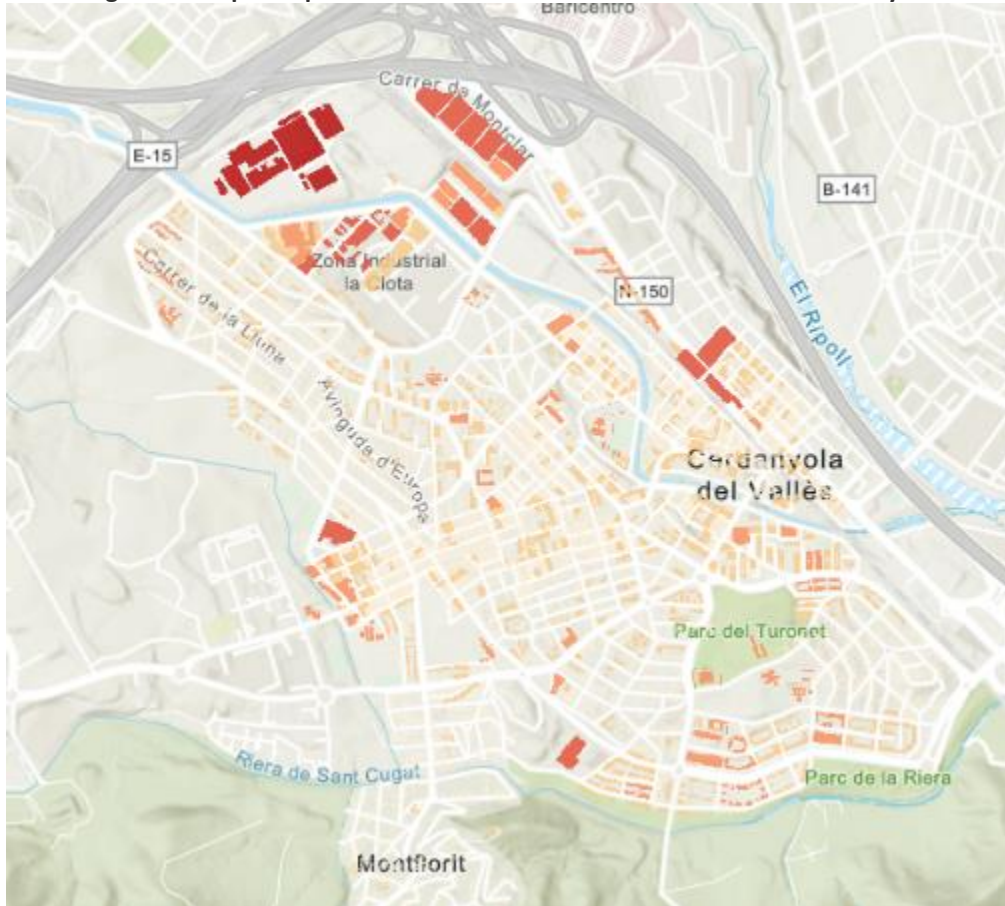 Baricentro
Carrer de Montclar
E-15
B-141
Zona Industrial
la Clota
El Ripoll
N-150
Carrer de la Lluna
Avinguda d'Europa
Cerdanyola
del Vallès
Parc del Turonet
Riera de Sant Cugat
Parc de la Riera
Montflorit